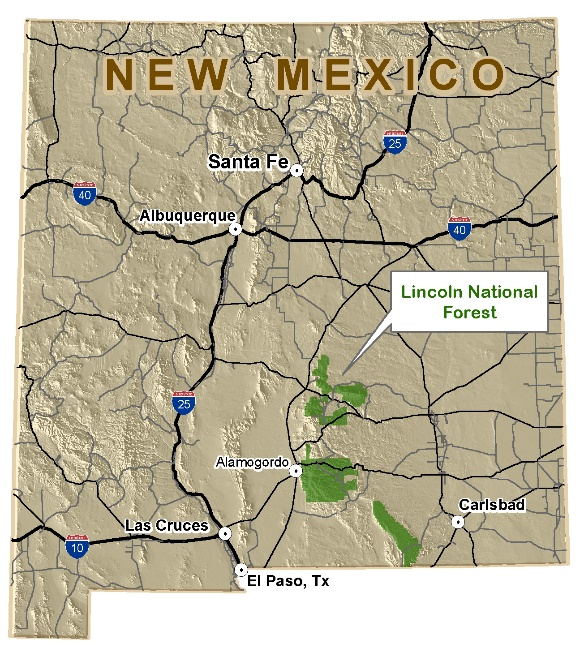 NEW MEXICO
25
Santa Fe
40
Albuquerque
40
Lincoln National
Forest
25
Alamogordo
Carlsbad
Las Cruces
10
El Paso, Tx